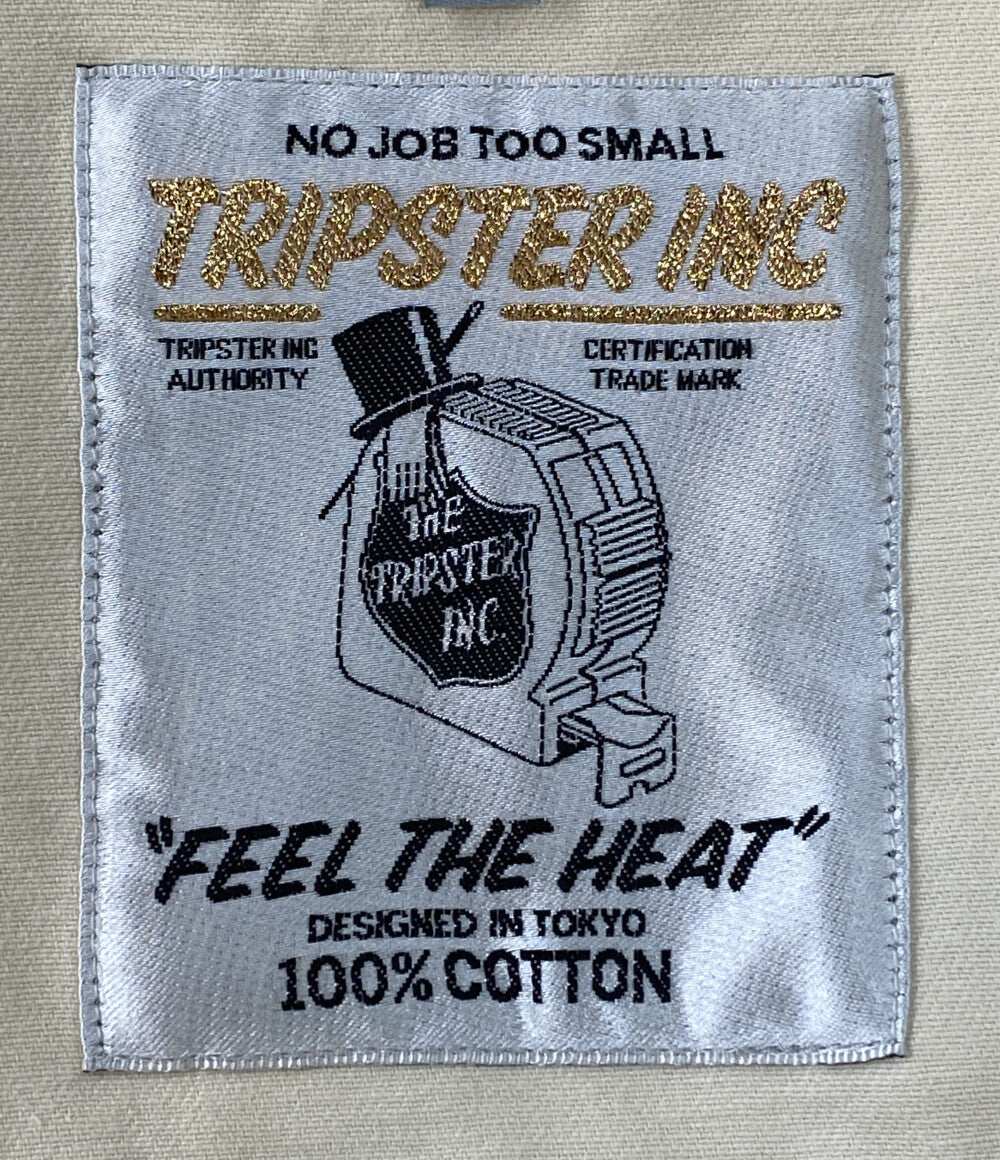 NO JOB TOO SMALL
TRIPSTER INC
TRIPSTER INC
AUTHORITY
CERTIFICATION
TRADE MARK
THE
TRIPSTER
INC.
"FEEL THE HEAT"
DESIGNED IN TOKYO
100% COTTON